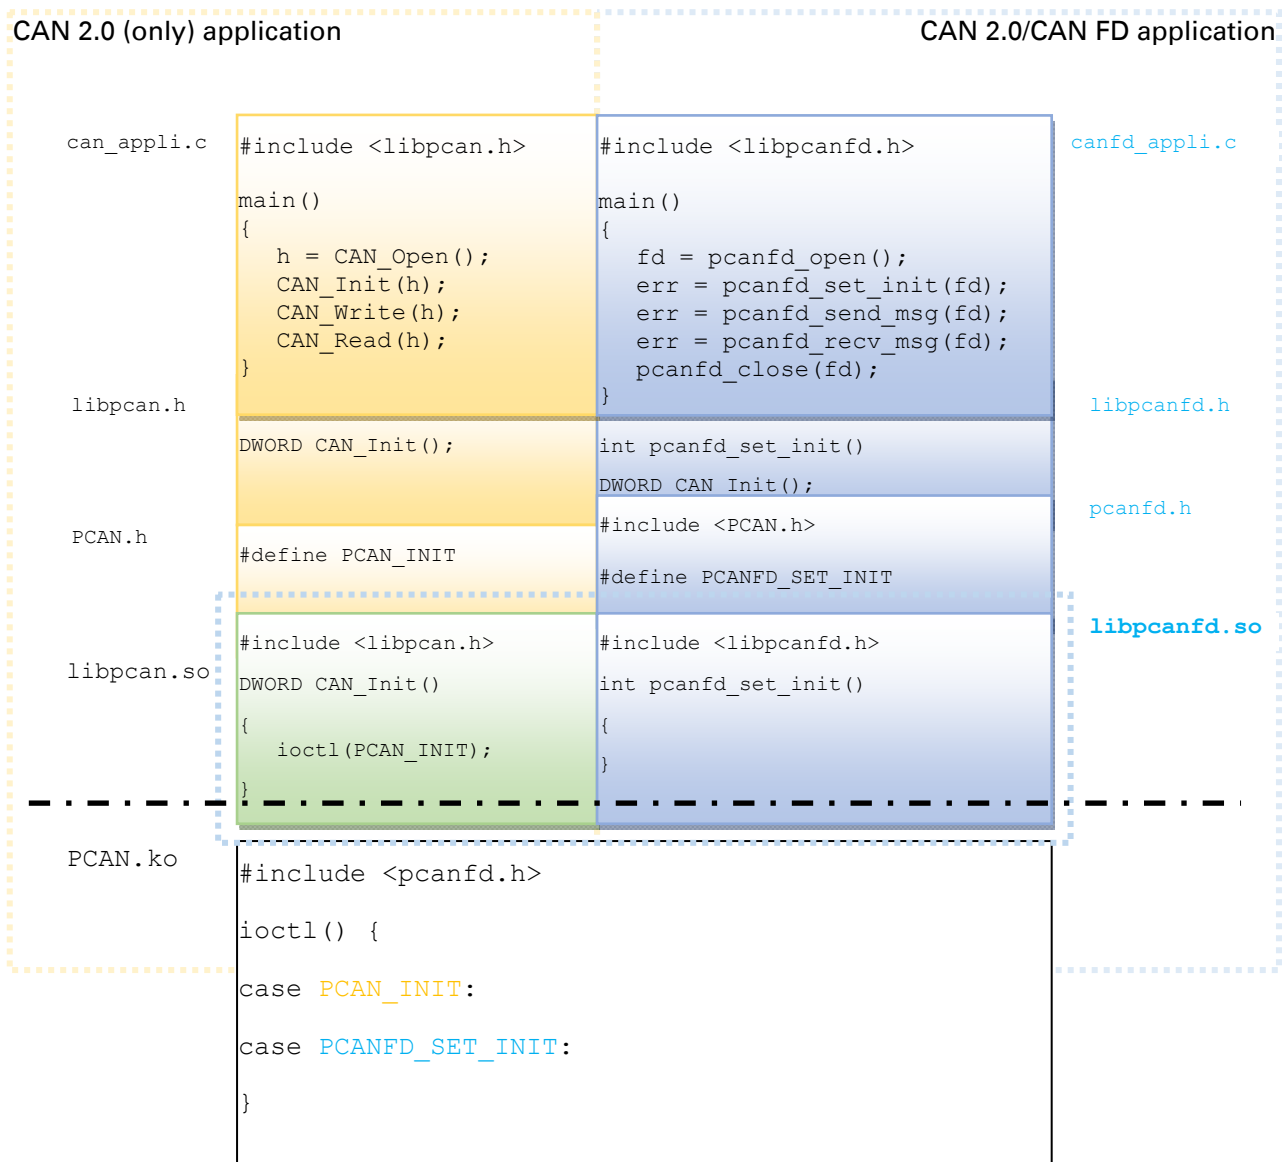 CAN 2.0 (only) application
CAN 2.0/CAN FD application
can_appli.c
#include <libpcan.h>
main()
{
h = CAN_Open();
CAN_Init(h);
CAN_Write(h);
CAN_Read(h);
}
#include <libpcanfd.h>
main()
{
fd = pcanfd_open();
err = pcanfd_set_init(fd);
err = pcanfd_send_msg(fd);
err = pcanfd_recv_msg(fd);
pcanfd_close(fd);
}
canfd_appli.c
libpcan.h
DWORD CAN_Init();
int pcanfd_set_init()
DWORD CAN_Init();
libpcanfd.h
PCAN.h
#define PCAN_INIT
#include <PCAN.h>
#define PCANFD_SET_INIT
pcanfd.h
libpcan.so
#include <libpcan.h>
DWORD CAN_Init()
{
ioctl(PCAN_INIT);
}
#include <libpcanfd.h>
int pcanfd_set_init()
{
}
libpcanfd.so
PCAN.ko
#include <pcanfd.h>
ioctl() {
case PCAN_INIT:
case PCANFD_SET_INIT:
}